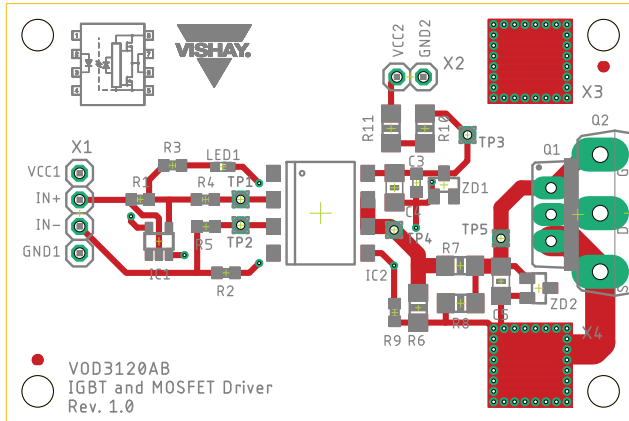 VISHAY
VCC2
GND2
X2
X3
R11
R10
TP3
Q2
Q1
G
D
S
X1
VCC1
IN+
IN-
GND1
R3
LED1
R1
R4
TP1
R5
TP2
IC1
R2
C3
C4
ZD1
TP4
TP5
R7
IC2
R8
C5
ZD2
R9
R6
X4
VOD3120AB
IGBT and MOSFET Driver
Rev. 1.0